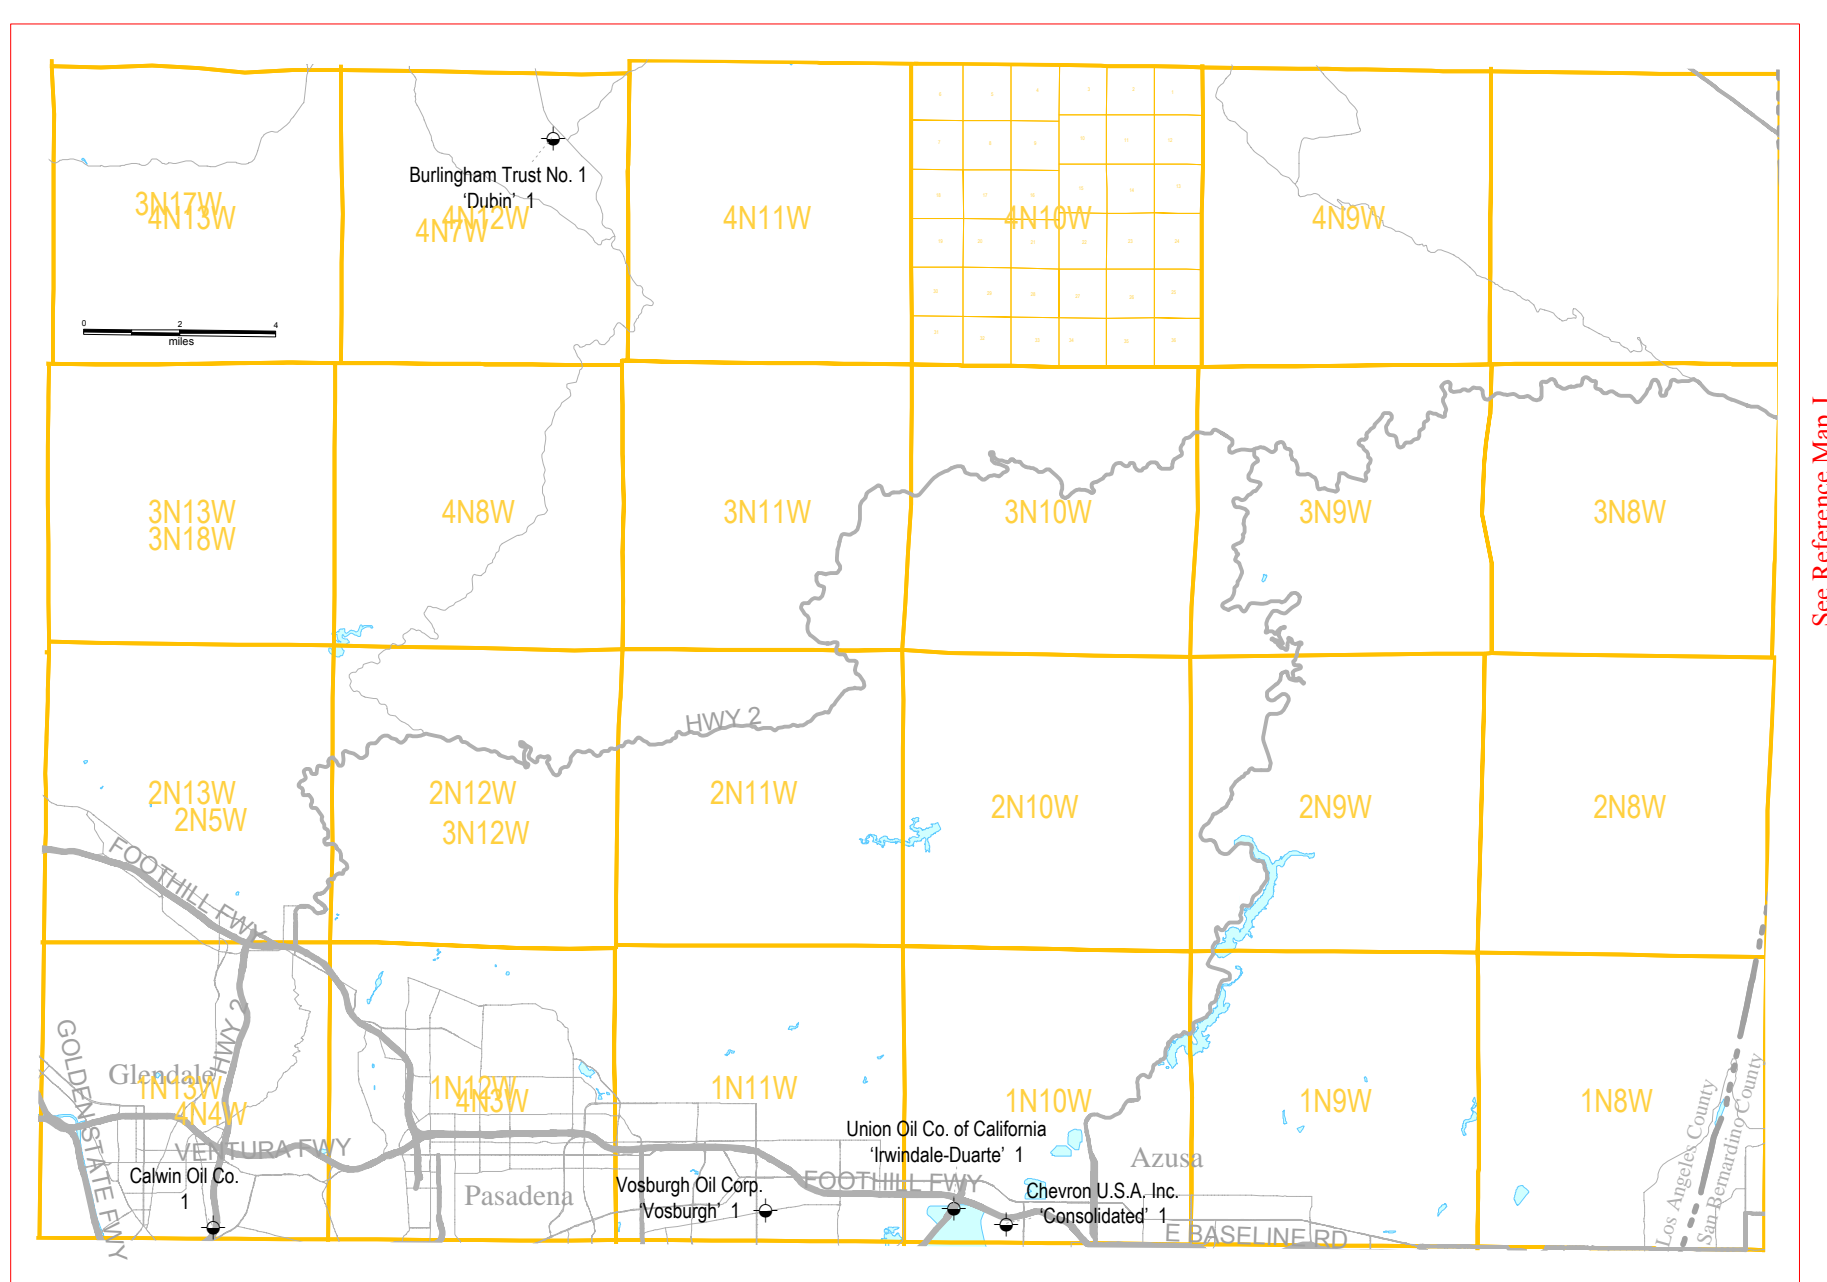 Burlingham Trust No. 1
'Dubin' 1
3N17W
4N13W
4N12W
4N7W
4N11W
4N10W
4N9W
0 2 4
miles
See Reference Map I
3N13W
3N18W
4N8W
3N11W
3N10W
3N9W
3N8W
HWY 2
2N13W
2N5W
2N12W
3N12W
2N11W
2N10W
2N9W
2N8W
FOOTHILL FWY
HWY 2
GOLDEN STATE FWY
Glendale
1N13W
4N4W
1N12W
4N3W
1N11W
1N10W
1N9W
1N8W
VENTURA FWY
Calwin Oil Co.
1
Pasadena
Vosburgh Oil Corp.
'Vosburgh' 1
Union Oil Co. of California
'Irwindale-Duarte' 1
FOOTHILL FWY
Azusa
Chevron U.S.A. Inc.
'Consolidated' 1
E BASELINE RD
Los Angeles County
San Bernardino County